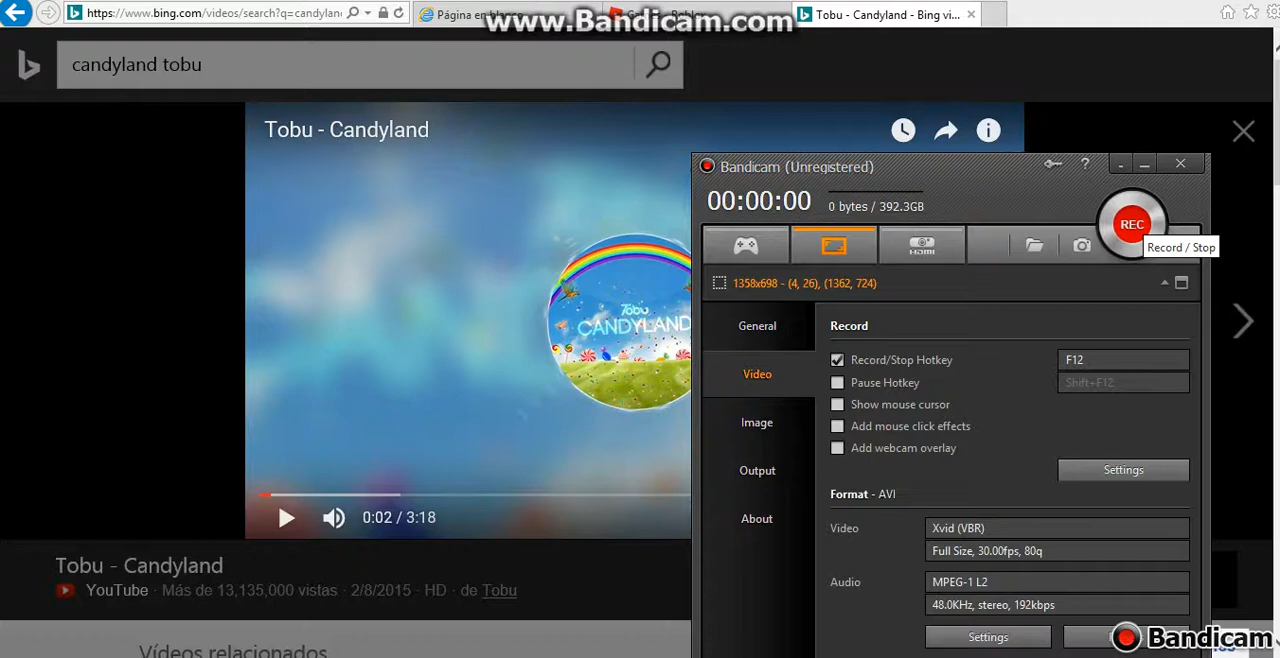 https://www.bing.com/videos/search?q=candylan
Página en blanco
Tobu - Candyland - Bing vi...
www.Bandicam.com
candyland tobu
Tobu - Candyland
Tobu
CANDYLAND
0:02 / 3:18
Bandicam (Unregistered)
00:00:00
0 bytes / 392.3GB
REC
Record / Stop
HDMI
1358x698 - (4, 26), (1362, 724)
General
Video
Image
Output
About
Record
Record/Stop Hotkey
F12
Pause Hotkey
Shift+F12
Show mouse cursor
Add mouse click effects
Add webcam overlay
Settings
Format - AVI
Video
Xvid (VBR)
Full Size, 30.00fps, 80q
Audio
MPEG-1 L2
48.0KHz, stereo, 192kbps
Settings
Bandicam
Tobu - Candyland
YouTube · Más de 13,135,000 vistas · 2/8/2015 · HD · de Tobu
Vídeos relacionados